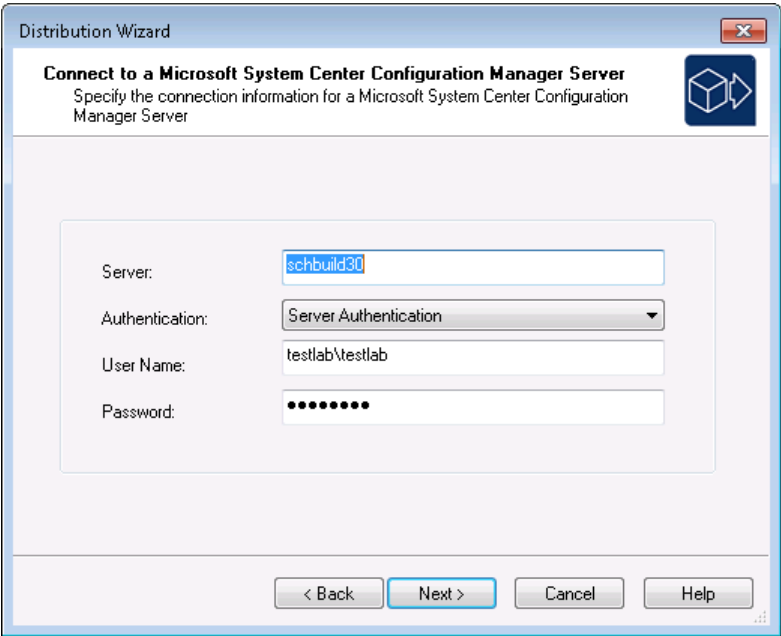 Distribution Wizard
Connect to a Microsoft System Center Configuration Manager Server
Specify the connection information for a Microsoft System Center Configuration
Manager Server
Server: schbuild30
Authentication: Server Authentication
User Name: testlab\testlab
Password: ●●●●●●●●
< Back Next > Cancel Help